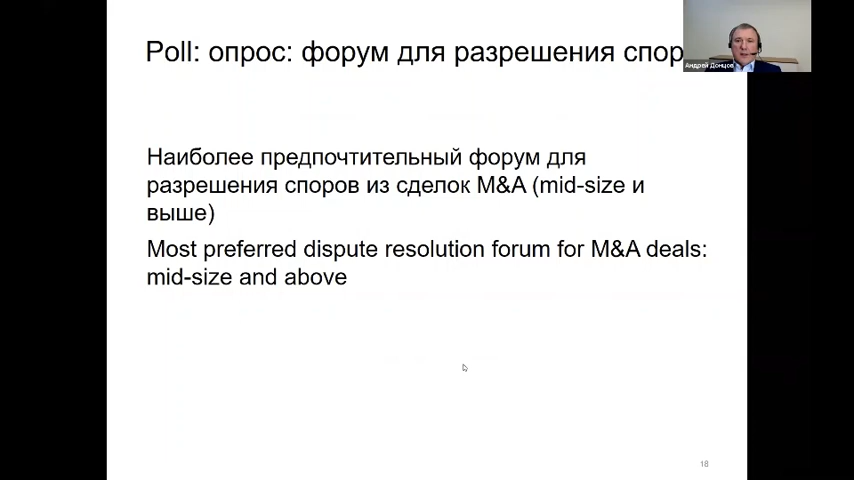 Poll: опрос: форум для разрешения спор
Андрей Донцов
Наиболее предпочтительный форум для
разрешения споров из сделок M&A (mid-size и
выше)
Most preferred dispute resolution forum for M&A deals:
mid-size and above
18